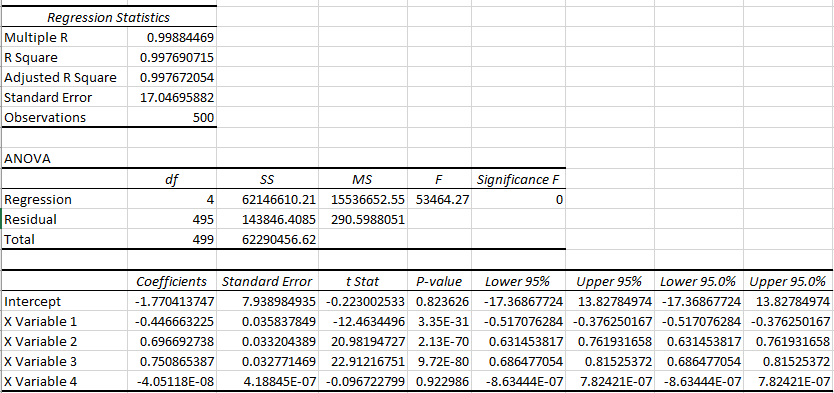 Regression Statistics
Multiple R 0.99884469
R Square 0.997690715
Adjusted R Square 0.997672054
Standard Error 17.04695882
Observations 500
ANOVA
df SS MS F Significance F
Regression 4 62146610.21 15536652.55 53464.27 0
Residual 495 143846.4085 290.5988051
Total 499 62290456.62
Coefficients Standard Error t Stat P-value Lower 95% Upper 95% Lower 95.0% Upper 95.0%
Intercept -1.770413747 7.938984935 -0.223002533 0.823626 -17.36867724 13.82784974 -17.36867724 13.82784974
X Variable 1 -0.446663225 0.035837849 -12.4634496 3.35E-31 -0.517076284 -0.376250167 -0.517076284 -0.376250167
X Variable 2 0.696692738 0.033204389 20.98194727 2.13E-70 0.631453817 0.761931658 0.631453817 0.761931658
X Variable 3 0.750865387 0.032771469 22.91216751 9.72E-80 0.686477054 0.81525372 0.686477054 0.81525372
X Variable 4 -4.05118E-08 4.18845E-07 -0.096722799 0.922986 -8.63444E-07 7.82421E-07 -8.63444E-07 7.82421E-07